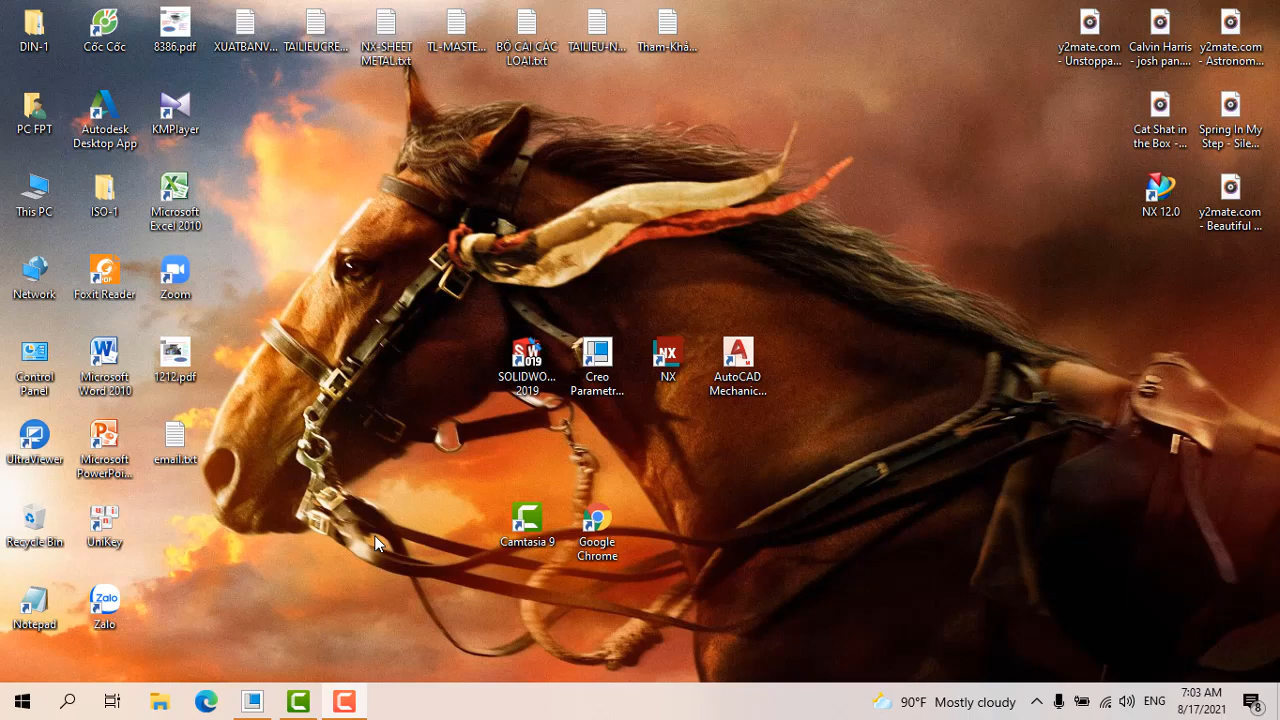 DIN-1
Cốc Cốc
8386.pdf
XUATBANV...
TAILIEUCRE...
NX-SHEET
METAL.txt
TL-MASTE...
BỘ CÀI CÁC
LOẠI.txt
TAILIEU-N...
Tham-Khả...
y2mate.com
- Unstoppa...
Calvin Harris
- josh pan....
y2mate.com
- Astronom...
PC FPT
Autodesk
Desktop App
KMPlayer
Cat Shat in
the Box -...
Spring In My
Step - Sile...
This PC
ISO-1
Microsoft
Excel 2010
NX 12.0
y2mate.com
- Beautiful ...
Network
Foxit Reader
Zoom
Control
Panel
Microsoft
Word 2010
1212.pdf
SOLIDWO...
2019
Creo
Parametr...
NX
AutoCAD
Mechanic...
UltraViewer
Microsoft
PowerPoi...
email.txt
Recycle Bin
UniKey
Camtasia 9
Google
Chrome
Notepad
Zalo
90°F Mostly cloudy
ENG
7:03 AM
8/17/2021
8